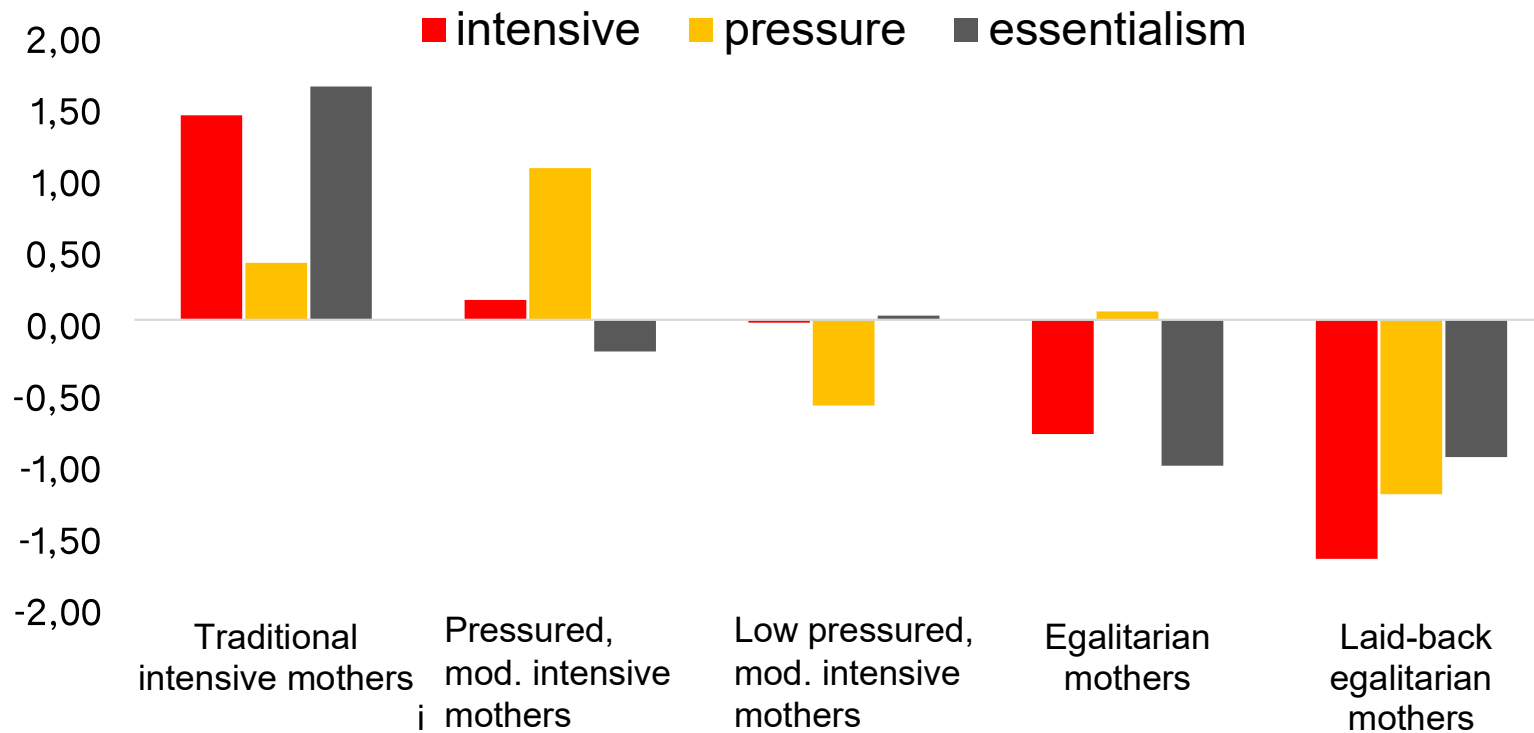 intensive pressure essentialism
2,00
1,50
1,00
0,50
0,00
-0,50
-1,00
-1,50
-2,00
Traditional
intensive mothers
i
Pressured,
mod. intensive
mothers
Low pressured,
mod. intensive
mothers
Egalitarian
mothers
Laid-back
egalitarian
mothers